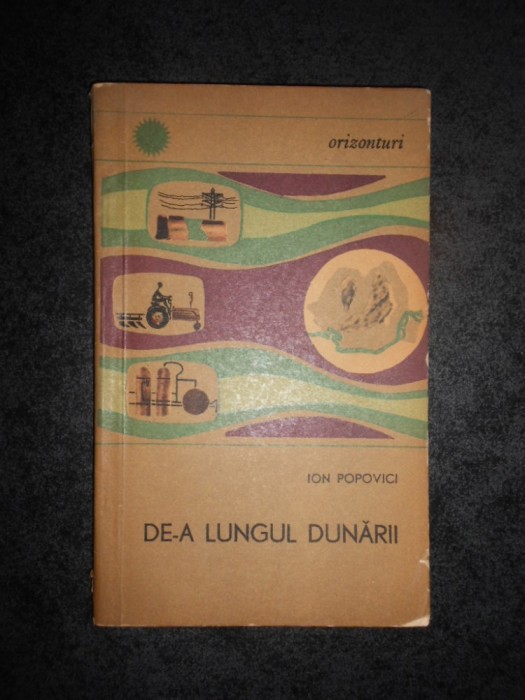 orizonturi
ION POPOVICI
DE-A LUNGUL DUNĂRII